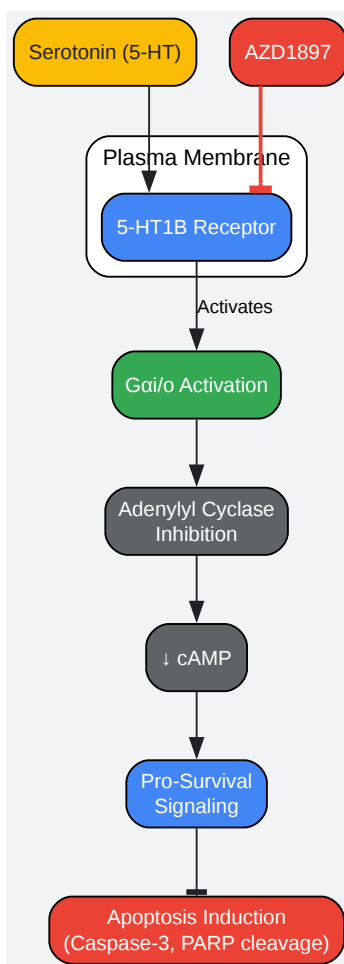 Serotonin (5-HT)
AZD1897
Plasma Membrane
5-HT1B Receptor
Activates
Gαi/o Activation
Adenylyl Cyclase
Inhibition
↓ cAMP
Pro-Survival
Signaling
Apoptosis Induction
(Caspase-3, PARP cleavage)